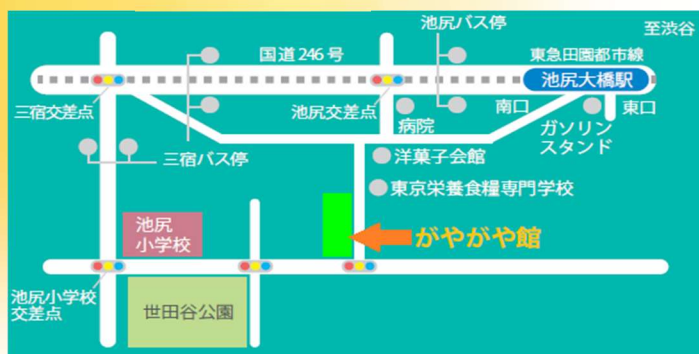 池尻バス停
至渋谷
国道246号
東急田園都市線
池尻大橋駅
三宿交差点
池尻交差点
南口
東口
病院
ガソリン
スタンド
三宿バス停
洋菓子会館
東京栄養食糧専門学校
池尻
小学校
がやがや館
池尻小学校
交差点
世田谷公園